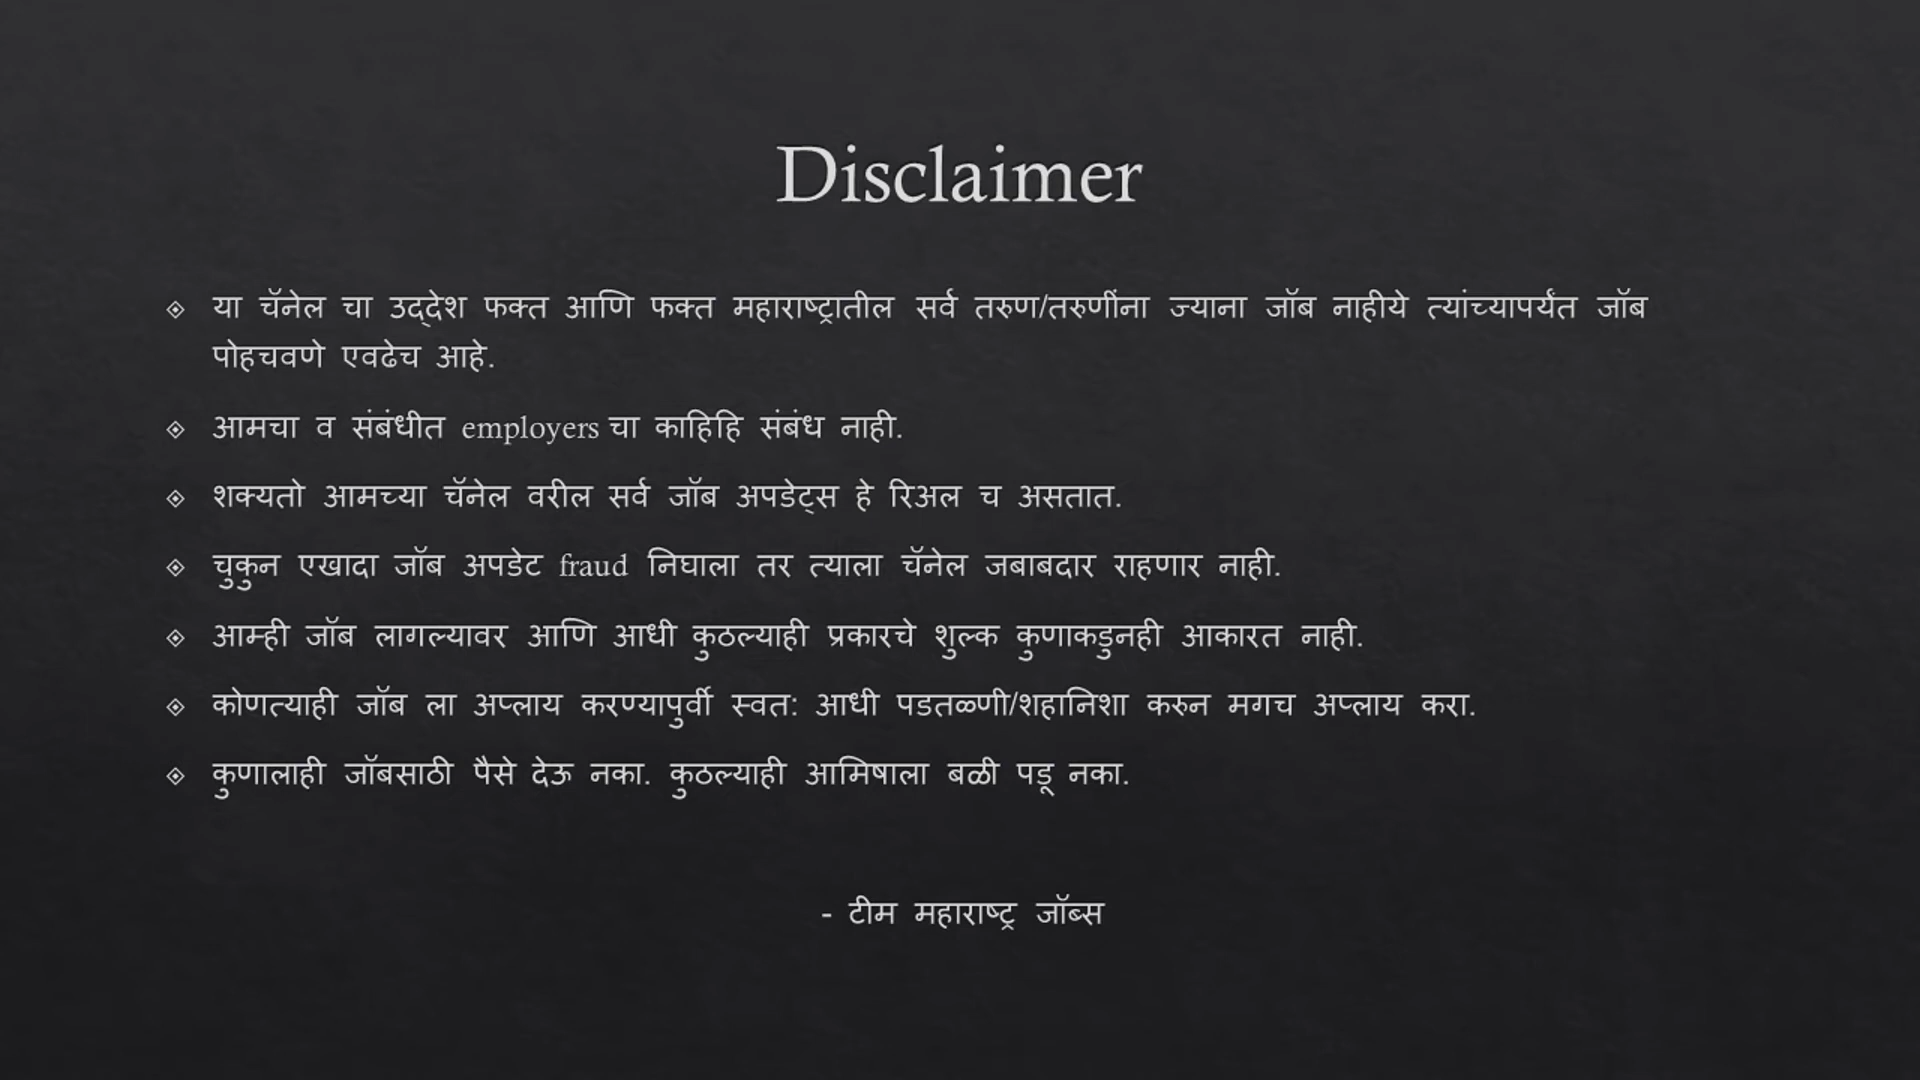 Disclaimer
या चॅनेल चा उद्देश फक्त आणि फक्त महाराष्ट्रातील सर्व तरुण/तरुणींना ज्याना जॉब नाहीये त्यांच्यापर्यंत जॉब
पोहचवणे एवढेच आहे.
आमचा व संबंधीत employers चा काहिहि संबंध नाही.
शक्यतो आमच्या चॅनेल वरील सर्व जॉब अपडेट्स हे रिअल च असतात.
चुकुन एखादा जॉब अपडेट fraud निघाला तर त्याला चॅनेल जबाबदार राहणार नाही.
आम्ही जॉब लागल्यावर आणि आधी कुठल्याही प्रकारचे शुल्क कुणाकडुनही आकारत नाही.
कोणत्याही जॉब ला अप्लाय करण्यापुर्वी स्वत: आधी पडतळ्णी/शहानिशा करुन मगच अप्लाय करा.
कुणालाही जॉबसाठी पैसे देऊ नका. कुठल्याही आमिषाला बळी पडू नका.
- टीम महाराष्ट्र जॉब्स